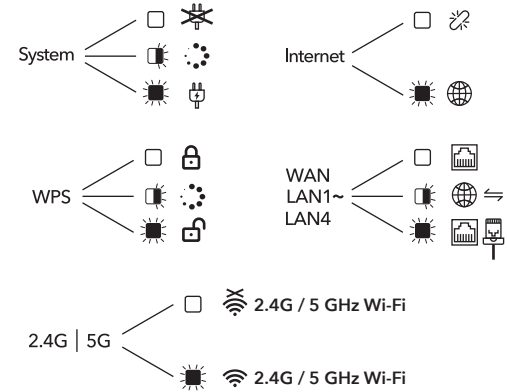 System
Internet
WPS
WAN
LAN1~
LAN4
2.4G / 5 GHz Wi-Fi
2.4G | 5G
2.4G / 5 GHz Wi-Fi